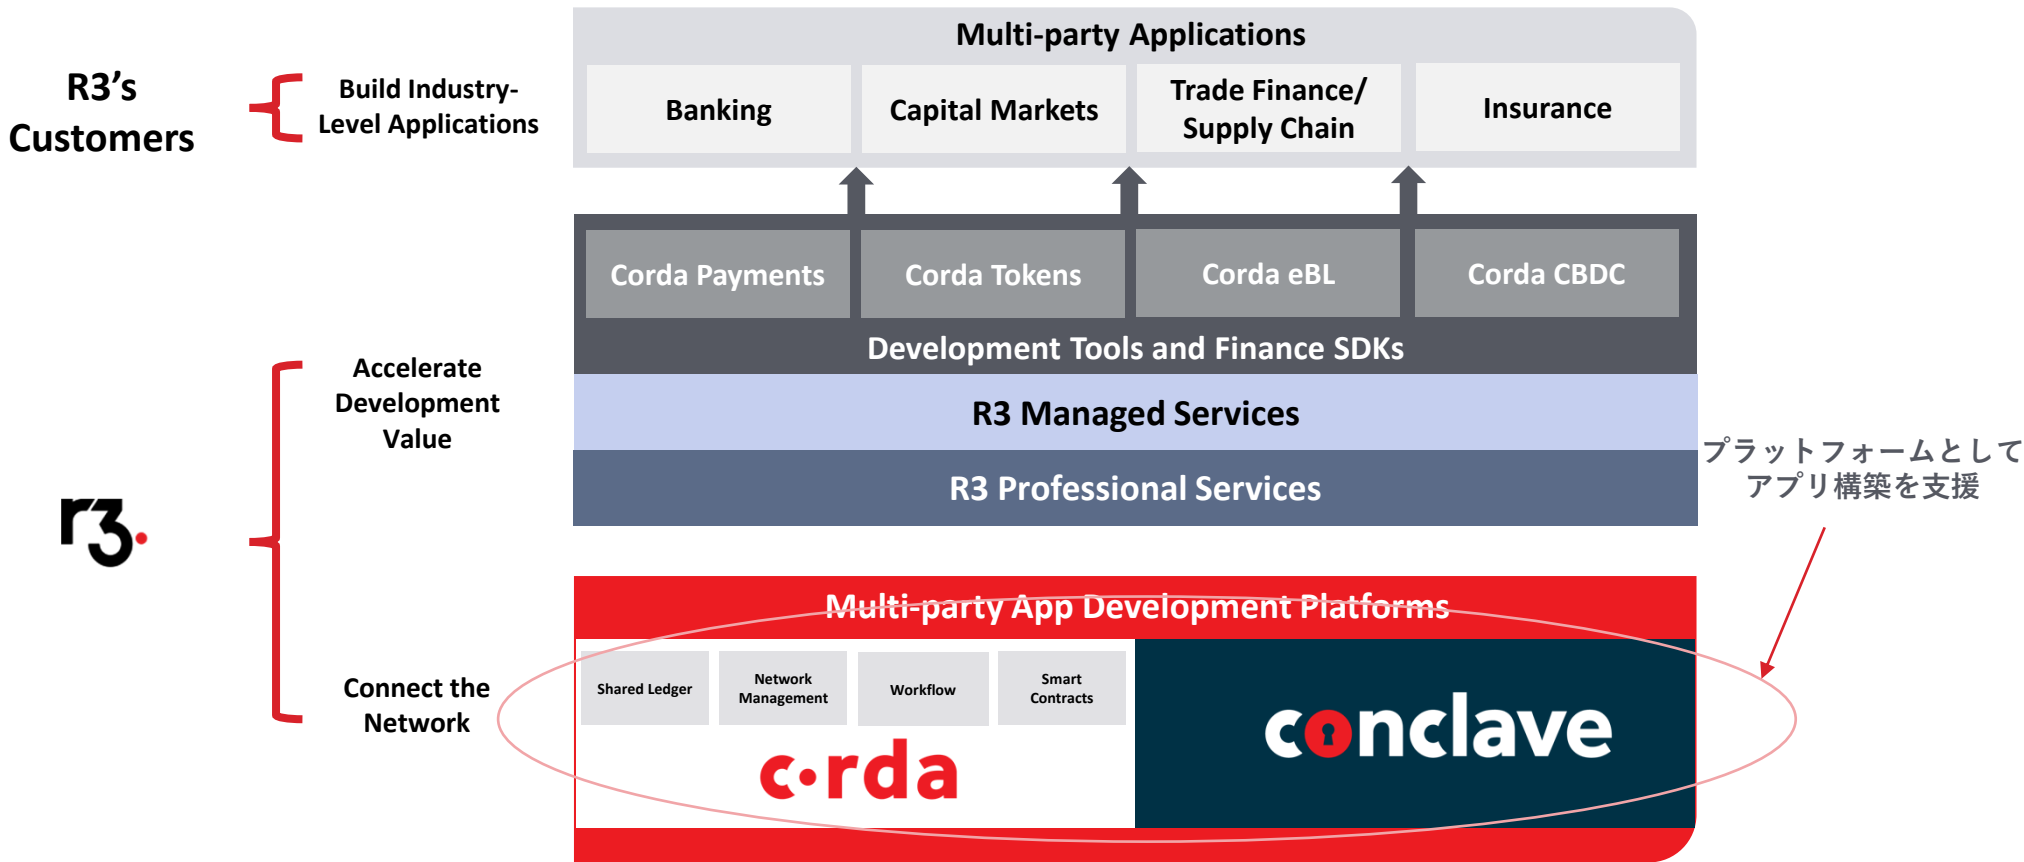 Multi-party Applications
R3's
Customers
Build Industry-
Level Applications
Banking
Capital Markets
Trade Finance/
Supply Chain
Insurance
Corda Payments
Corda Tokens
Corda eBL
Corda CBDC
Development Tools and Finance SDKs
Accelerate
Development
Value
R3 Managed Services
R3 Professional Services
プラットフォームとして
アプリ構築を支援
r3.
Multi-party App Development Platforms
Connect the
Network
Shared Ledger
Network
Management
Workflow
Smart
Contracts
c•rda
conclave